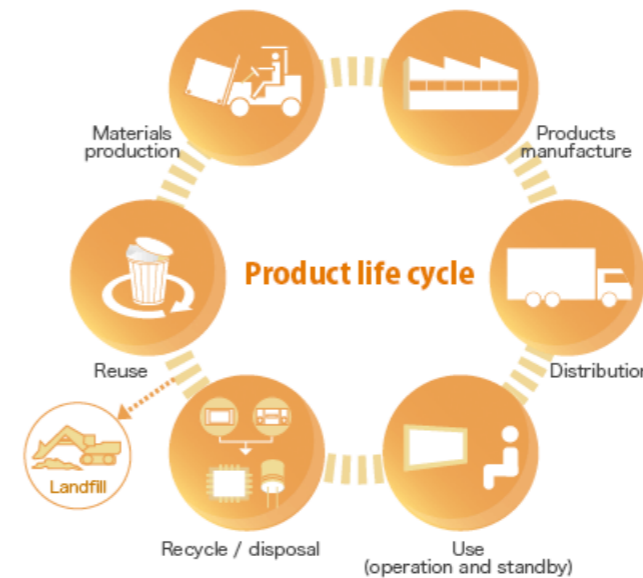 Materials
production
Products
manufacture
Product life cycle
Reuse
Distribution
Landfill
Recycle / disposal
Use
(operation and standby)